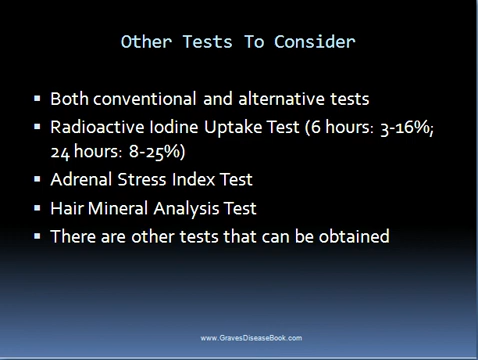 Other Tests To Consider
▪ Both conventional and alternative tests
▪ Radioactive Iodine Uptake Test (6 hours: 3-16%;
24 hours: 8-25%)
▪ Adrenal Stress Index Test
▪ Hair Mineral Analysis Test
▪ There are other tests that can be obtained
www.GravesDiseaseBook.com